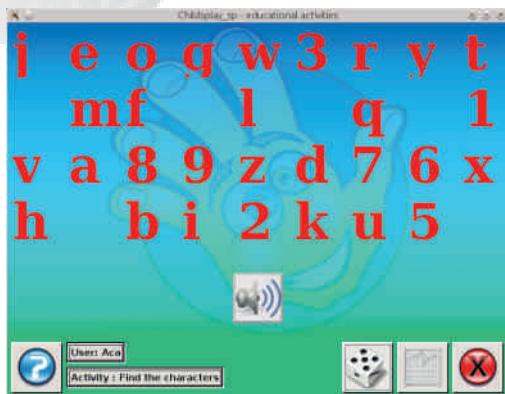 Childsplay_sp - educational activities
j e o g w 3 r y t
m f l q 1
v a 8 9 z d 7 6 x
h b i 2 k u 5
User: Aca
Activity : Find the characters